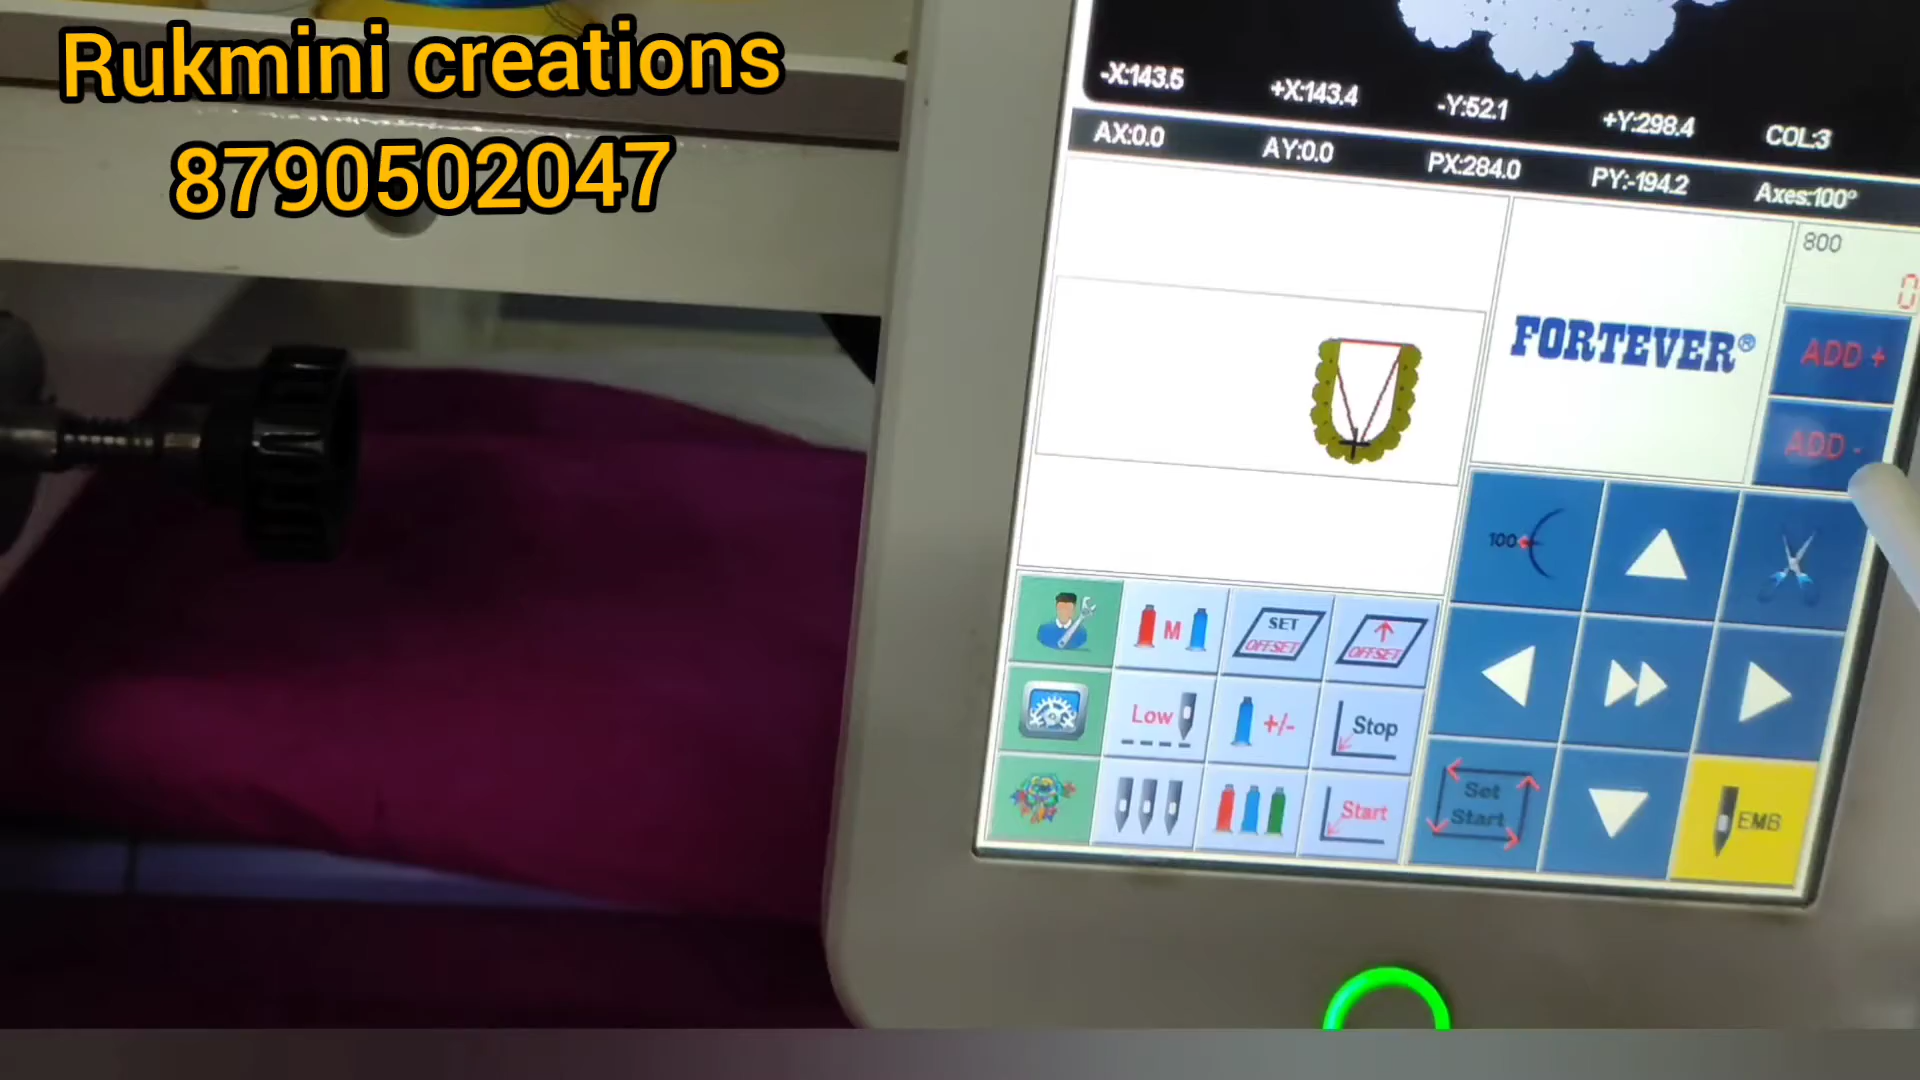 Rukmini creations
8790502047
-X:143.5 +X:143.4 -Y:52.1 +Y:298.4 COL:3
AX:0.0 AY:0.0 PX:284.0 PY:-194.2 Axes:100°
800
0
FORTEVER®
ADD +
ADD -
100
M
SET
OFFSET
OFFSET
Low
+/-
Stop
Start
Set
Start
EMB